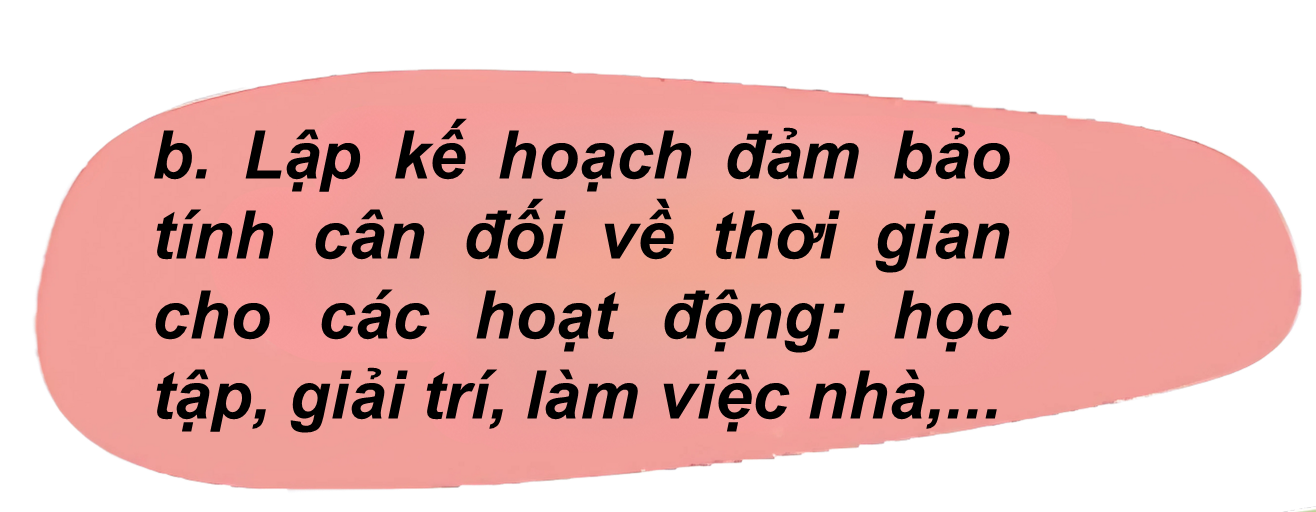 b. Lập kế hoạch đảm bảo
tính cân đối về thời gian
cho các hoạt động: học
tập, giải trí, làm việc nhà,...